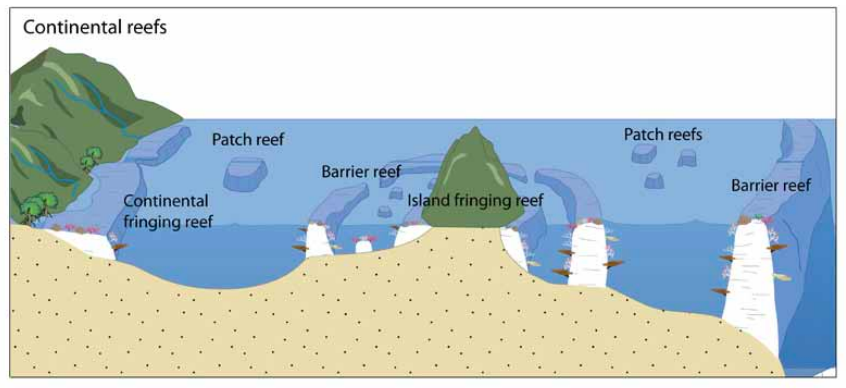 Continental reefs
Patch reef
Patch reefs
Barrier reef
Barrier reef
Continental
fringing reef
Island fringing reef